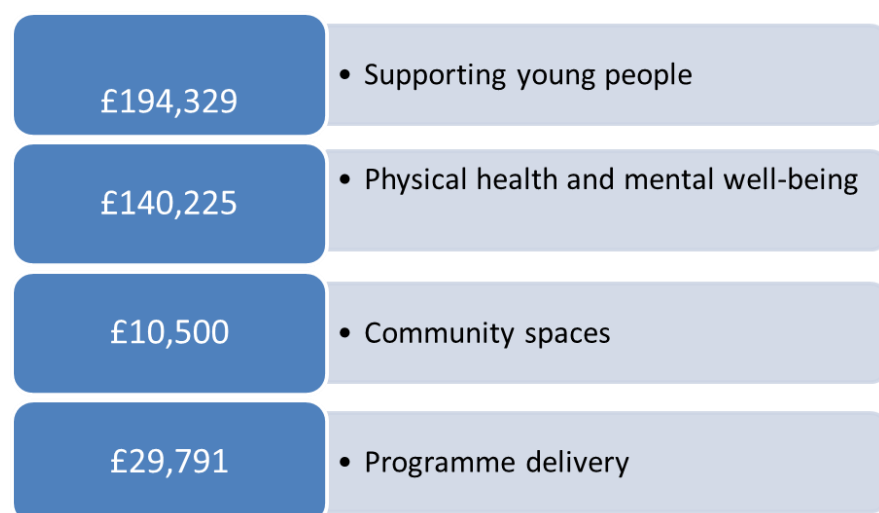 £194,329
• Supporting young people
£140,225
• Physical health and mental well-being
£10,500
• Community spaces
£29,791
• Programme delivery